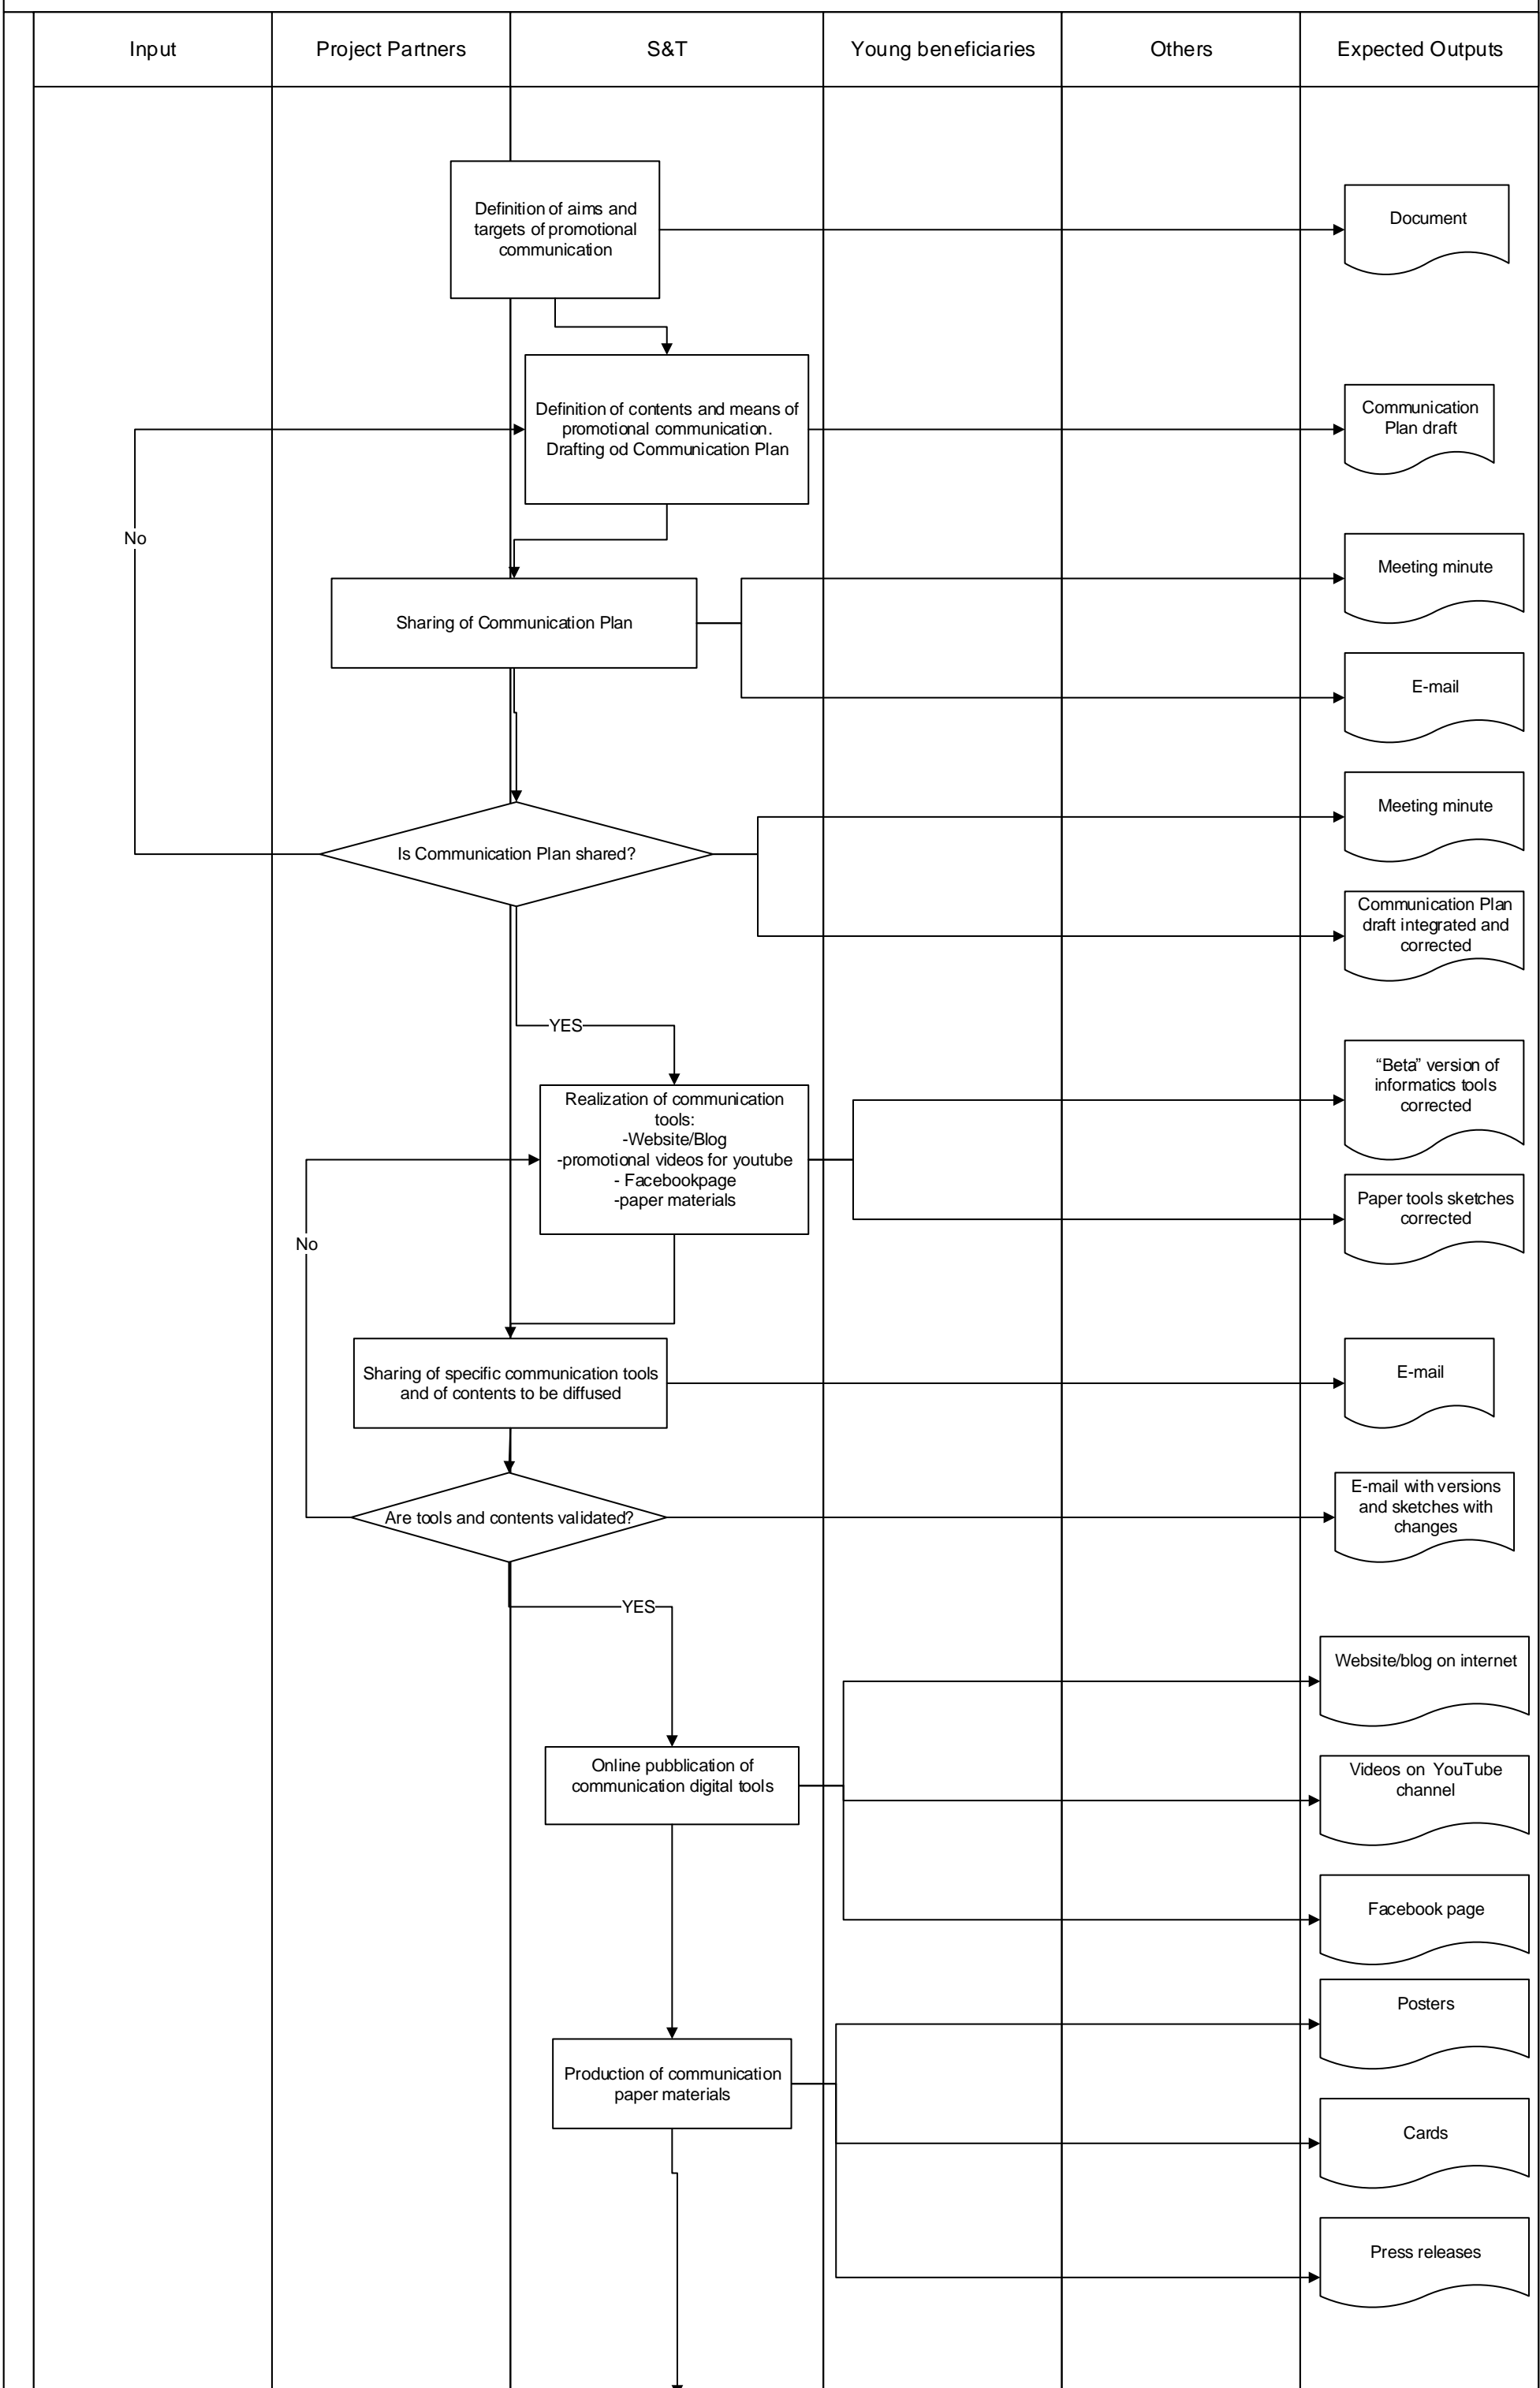 Input
Project Partners
S&T
Young beneficiaries
Others
Expected Outputs
Definition of aims and
targets of promotional
communication
Document
Definition of contents and means of
promotional communication.
Drafting od Communication Plan
Communication
Plan draft
No
Meeting minute
Sharing of Communication Plan
E-mail
Meeting minute
Is Communication Plan shared?
Communication Plan
draft integrated and
corrected
YES
“Beta” version of
informatics tools
corrected
Realization of communication
tools:
-Website/Blog
-promotional videos for youtube
- Facebookpage
-paper materials
Paper tools sketches
corrected
No
Sharing of specific communication tools
and of contents to be diffused
E-mail
Are tools and contents validated?
E-mail with versions
and sketches with
changes
YES
Website/blog on internet
Online pubblication of
communication digital tools
Videos on YouTube
channel
Facebook page
Posters
Production of communication
paper materials
Cards
Press releases